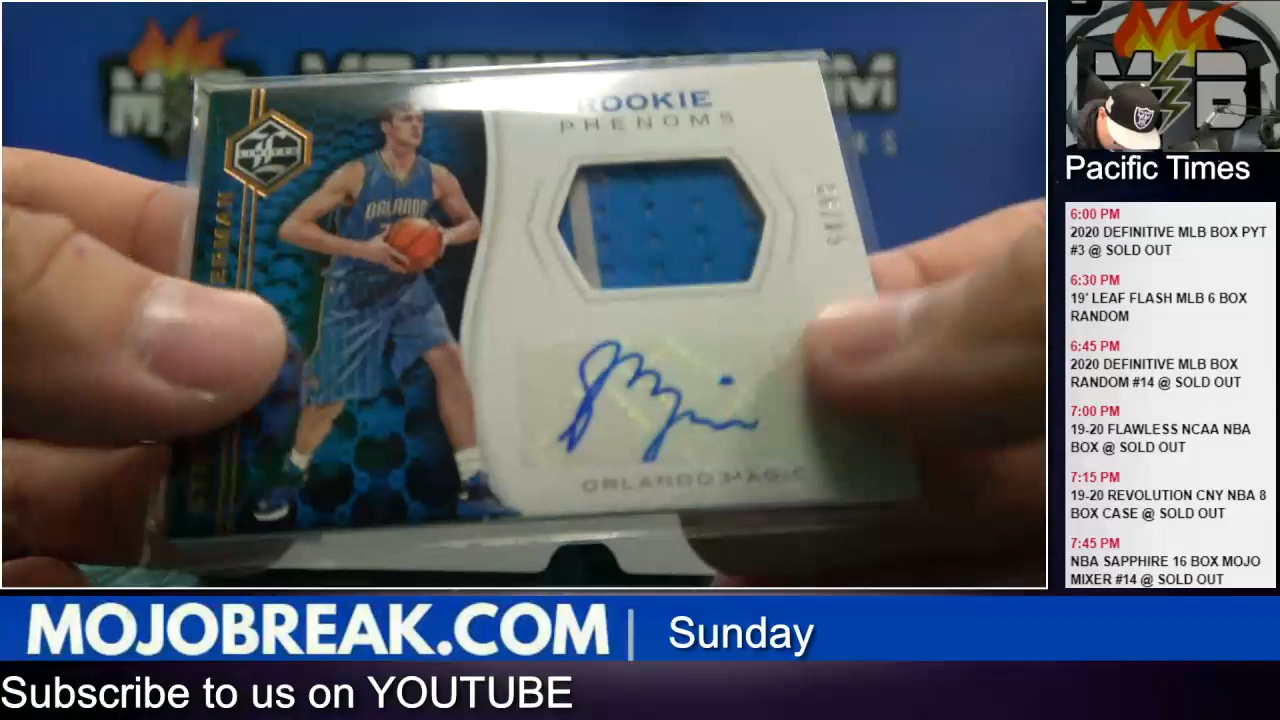 ROOKIE
PHENOMS
LIMITED
ORLANDO
ORLANDO MAGIC
Pacific Times
6:00 PM
2020 DEFINITIVE MLB BOX PYT
#3 @ SOLD OUT
6:30 PM
19' LEAF FLASH MLB 6 BOX
RANDOM
6:45 PM
2020 DEFINITIVE MLB BOX
RANDOM #14 @ SOLD OUT
7:00 PM
19-20 FLAWLESS NCAA NBA
BOX @ SOLD OUT
7:15 PM
19-20 REVOLUTION CNY NBA 8
BOX CASE @ SOLD OUT
7:45 PM
NBA SAPPHIRE 16 BOX MOJO
MIXER #14 @ SOLD OUT
MOJOBREAK.COM | Sunday
Subscribe to us on YOUTUBE